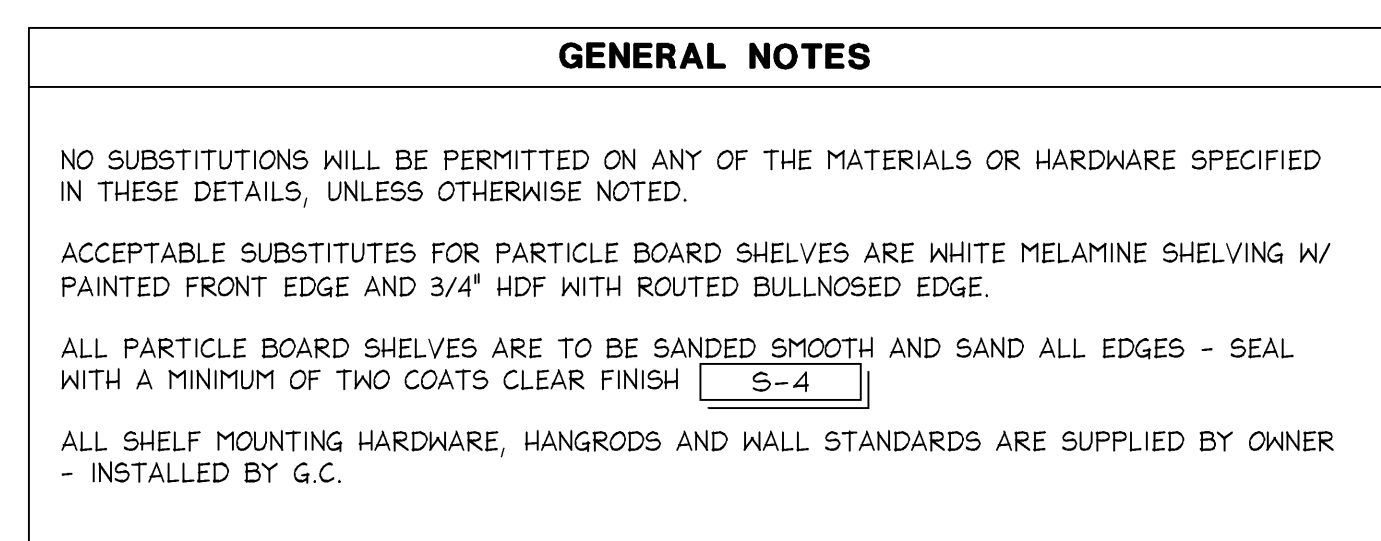 GENERAL NOTES
NO SUBSTITUTIONS WILL BE PERMITTED ON ANY OF THE MATERIALS OR HARDWARE SPECIFIED
IN THESE DETAILS, UNLESS OTHERWISE NOTED.
ACCEPTABLE SUBSTITUTES FOR PARTICLE BOARD SHELVES ARE WHITE MELAMINE SHELVING W/
PAINTED FRONT EDGE AND 3/4" HDF WITH ROUTED BULLNOSED EDGE.
ALL PARTICLE BOARD SHELVES ARE TO BE SANDED SMOOTH AND SAND ALL EDGES - SEAL
WITH A MINIMUM OF TWO COATS CLEAR FINISH S-4
ALL SHELF MOUNTING HARDWARE, HANGRODS AND WALL STANDARDS ARE SUPPLIED BY OWNER
- INSTALLED BY G.C.